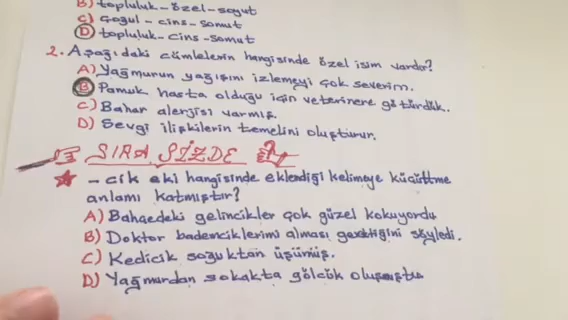 B) topluluk - özel - soyut
C) Çoğul - cins - somut
D) topluluk - cins - somut
2. Aşağıdaki cümlelerin hangisinde özel isim vardır?
A) Yağmurun yağışını izlemeyi çok severim.
B) Pamuk hasta olduğu için veterinere götürdük.
C) Bahar alerjisi varmış.
D) Sevgi ilişkilerin temelini oluşturur.
SIRA SİZDE
- cik eki hangisinde eklendiği kelimeye küçültme
anlamı katmıştır?
A) Bahçedeki gelincikler çok güzel kokuyordu
B) Doktor bademciklerimi alması gerektiğini söyledi.
C) Kedicik soğuktan üşümüş.
D) Yağmurdan sokakta gölcük oluşmuştu